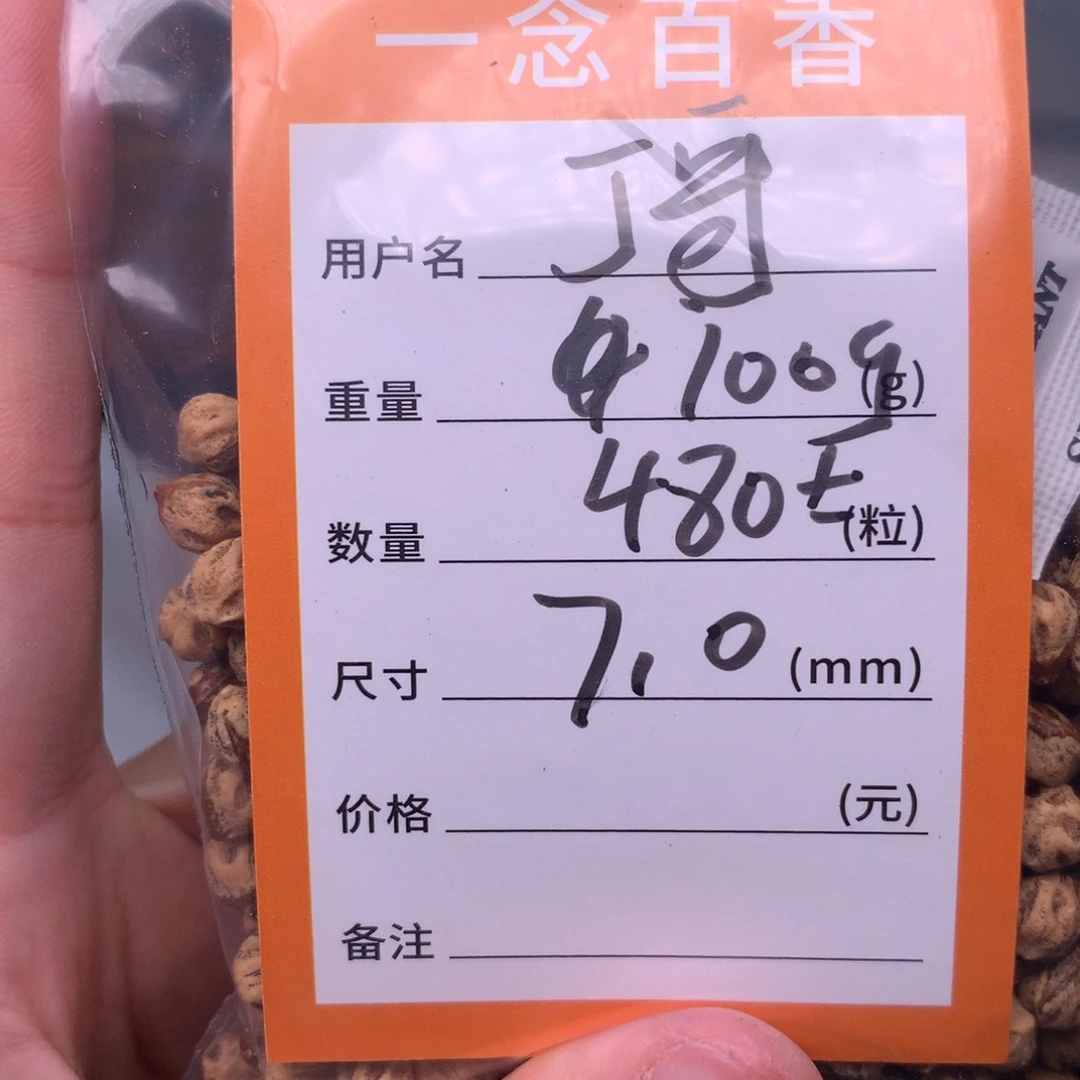 一念百香
用户名
重量 100g (g)
数量 480 (粒)
尺寸 7.0 (mm)
价格 (元)
备注
ANT